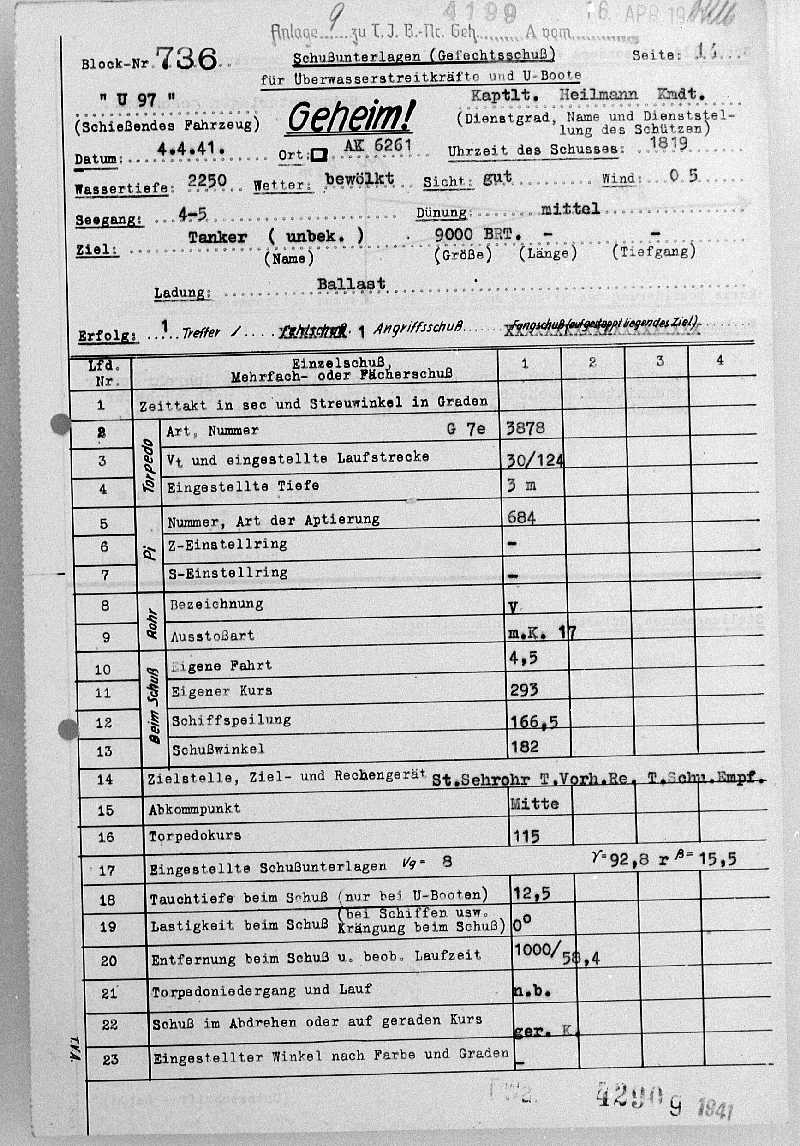 Anlage 9 zu T.J.B.-Nr. Geh. A vom
4199 16. APR 194
Block-Nr. 736 Schußunterlagen (Gefechtsschuß) Seite:
für Überwasserstreitkräfte und U-Boote
" U 97 " Geheim! Kaptlt. Heilmann Kmdt.
(Schießendes Fahrzeug) (Dienstgrad, Name und Dienststel-
lung des Schützen)
Datum: 4.4.41. Ort: AK 6261 Uhrzeit des Schusses: 1819
Wassertiefe: 2250 Wetter: bewölkt Sicht: gut Wind: 0 5
Seegang: 4-5 Dünung: mittel
Ziel: Tanker ( unbek. ) 9000 BRT. - -
(Name) (Größe) (Länge) (Tiefgang)
Ladung: Ballast
Erfolg: 1 Treffer / Fehlschuß 1 Angriffsschuß Fangschuß (auf gestoppt liegendes Ziel)
Lfd. Nr. Einzelschuß, Mehrfach- oder Fächerschuß 1 2 3 4
1 Zeittakt in sec und Streuwinkel in Graden
Torpedo
2 Art, Nummer G 7e 3878
3 Vt und eingestellte Laufstrecke 30/124
4 Eingestellte Tiefe 3 m
Pi
5 Nummer, Art der Aptierung 684
6 Z-Einstellring -
7 S-Einstellring -
Rohr
8 Bezeichnung V
9 Ausstoßart m.K. 17
Beim Schuß
10 Eigene Fahrt 4,5
11 Eigener Kurs 293
12 Schiffspeilung 166,5
13 Schußwinkel 182
14 Zielstelle, Ziel- und Rechengerät St.Sehrohr T.Vorh.Re. T.Schu.Empf.
15 Abkommpunkt Mitte
16 Torpedokurs 115
17 Eingestellte Schußunterlagen Vg= 8 γ=92,8 r β=15,5
18 Tauchtiefe beim Schuß (nur bei U-Booten) 12,5
19 Lastigkeit beim Schuß (bei Schiffen usw. Krängung beim Schuß) 0°
20 Entfernung beim Schuß u. beob. Laufzeit 1000/58,4
21 Torpedoniedergang und Lauf n.b.
22 Schuß im Abdrehen oder auf geraden Kurs ger. K.
23 Eingestellter Winkel nach Farbe und Graden -
4290 g 1941